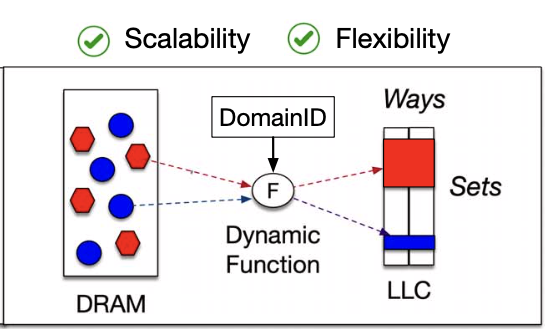 Scalability
Flexibility
DomainID
Ways
F
Sets
Dynamic
Function
DRAM
LLC